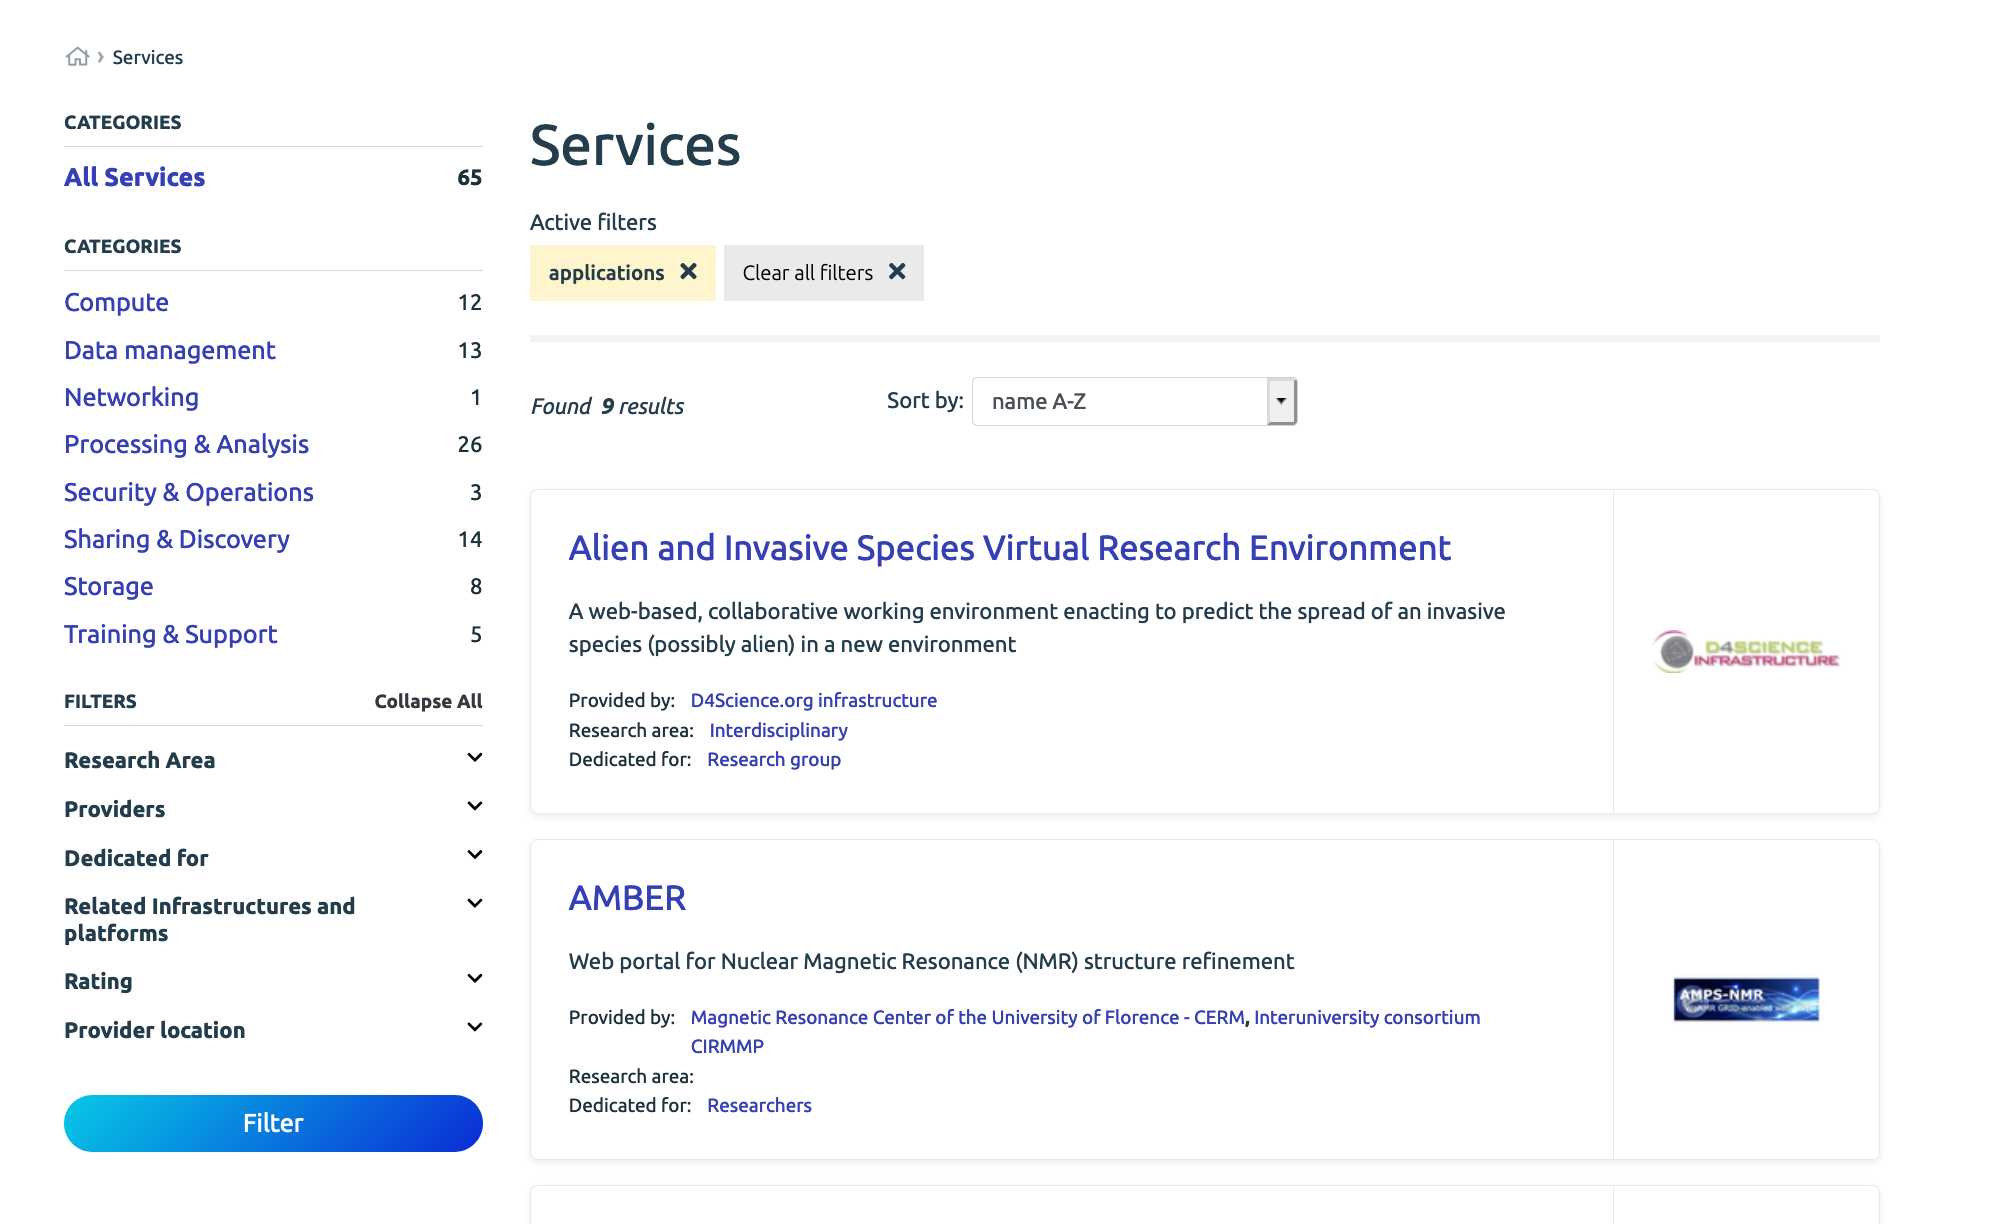 Services
CATEGORIES
All Services 65
CATEGORIES
Compute 12
Data management 13
Networking 1
Processing & Analysis 26
Security & Operations 3
Sharing & Discovery 14
Storage 8
Training & Support 5
FILTERS Collapse All
Research Area
Providers
Dedicated for
Related Infrastructures and
platforms
Rating
Provider location
Filter
Services
Active filters
applications Clear all filters
Found 9 results
Sort by: name A-Z
Alien and Invasive Species Virtual Research Environment
A web-based, collaborative working environment enacting to predict the spread of an invasive
species (possibly alien) in a new environment
Provided by: D4Science.org infrastructure
Research area: Interdisciplinary
Dedicated for: Research group
D4SCIENCE
INFRASTRUCTURE
AMBER
Web portal for Nuclear Magnetic Resonance (NMR) structure refinement
Provided by: Magnetic Resonance Center of the University of Florence - CERM, Interuniversity consortium
CIRMMP
Research area:
Dedicated for: Researchers
AMPS-NMR